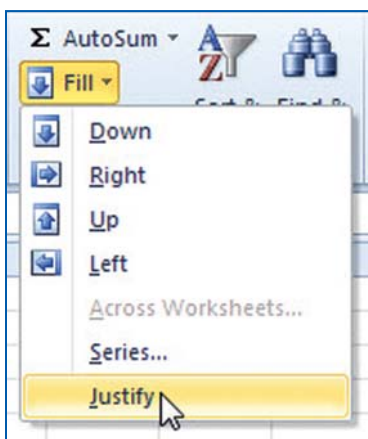 Σ AutoSum
Fill
Down
Right
Up
Left
Across Worksheets...
Series...
Justify